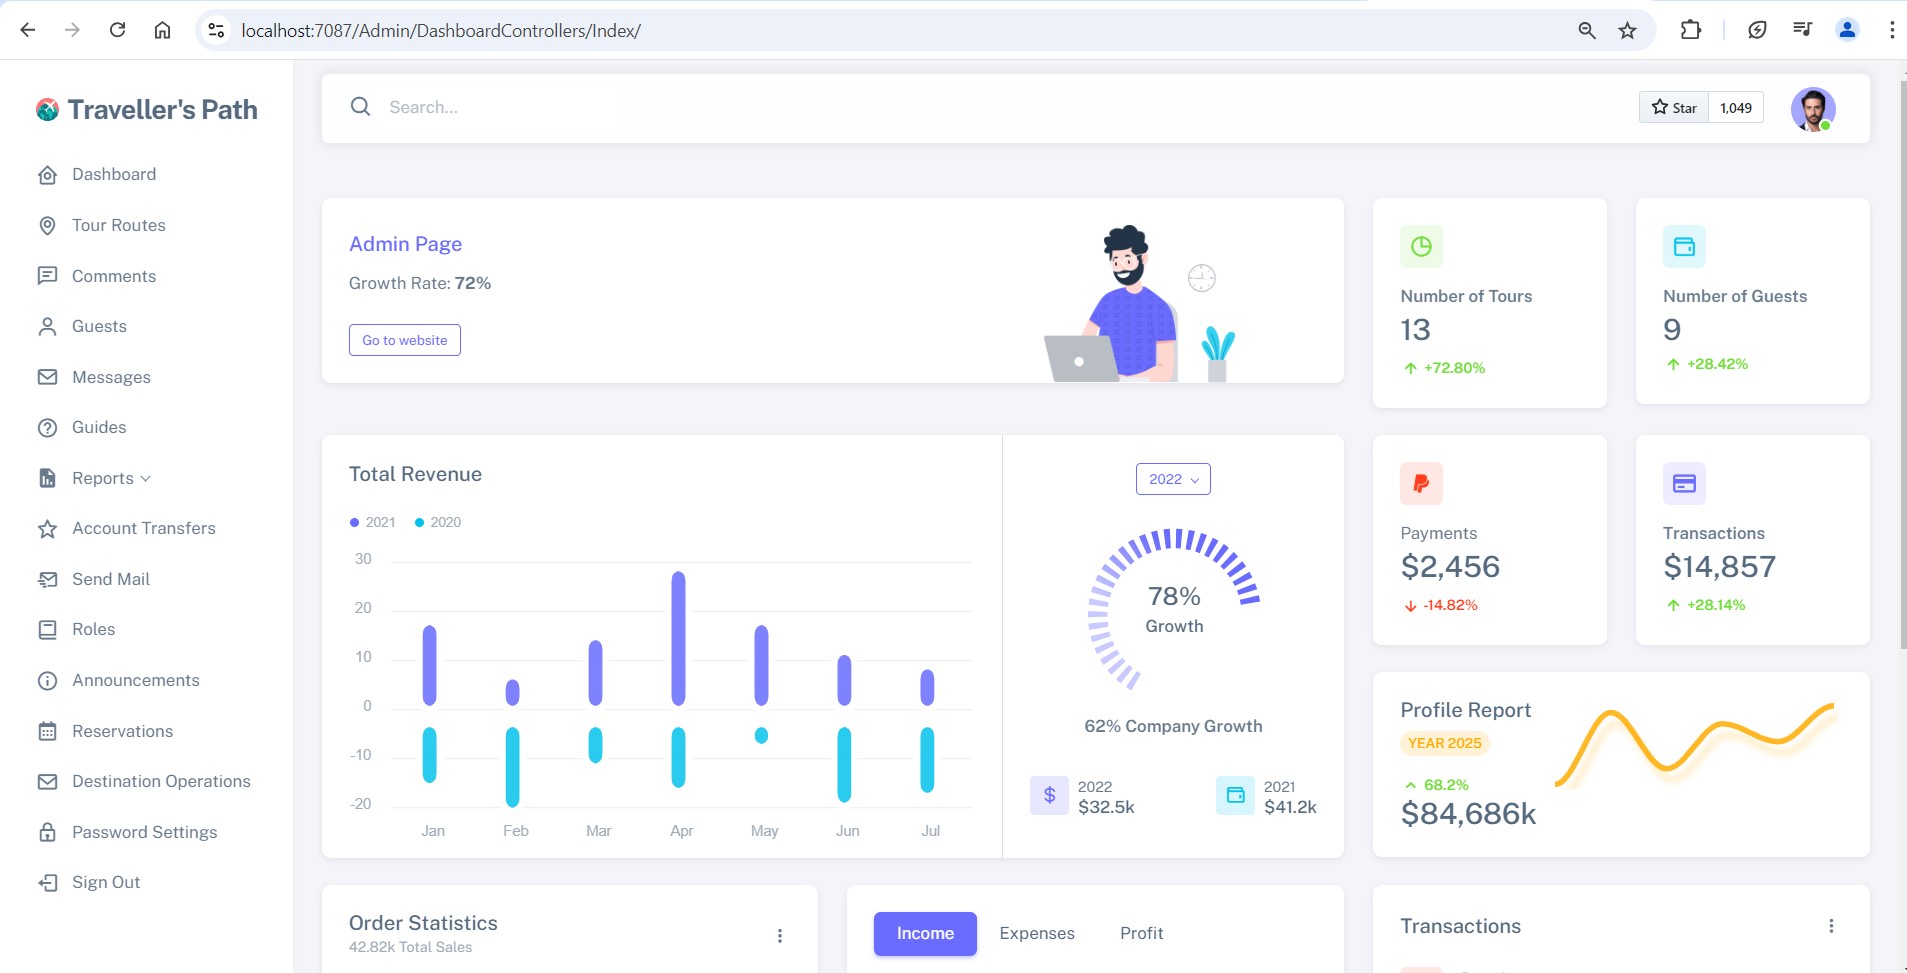 localhost:7087/Admin/DashboardControllers/Index/
Traveller's Path
Dashboard
Tour Routes
Comments
Guests
Messages
Guides
Reports
Account Transfers
Send Mail
Roles
Announcements
Reservations
Destination Operations
Password Settings
Sign Out
Search...
Star 1,049
Admin Page
Growth Rate: 72%
Go to website
Number of Tours
13
+72.80%
Number of Guests
9
+28.42%
Total Revenue
2021 2020
30
20
10
0
-10
-20
Jan Feb Mar Apr May Jun Jul
2022
78%
Growth
62% Company Growth
2022
$32.5k
2021
$41.2k
Payments
$2,456
-14.82%
Transactions
$14,857
+28.14%
Profile Report
YEAR 2025
68.2%
$84,686k
Order Statistics
42.82k Total Sales
Income Expenses Profit
Transactions